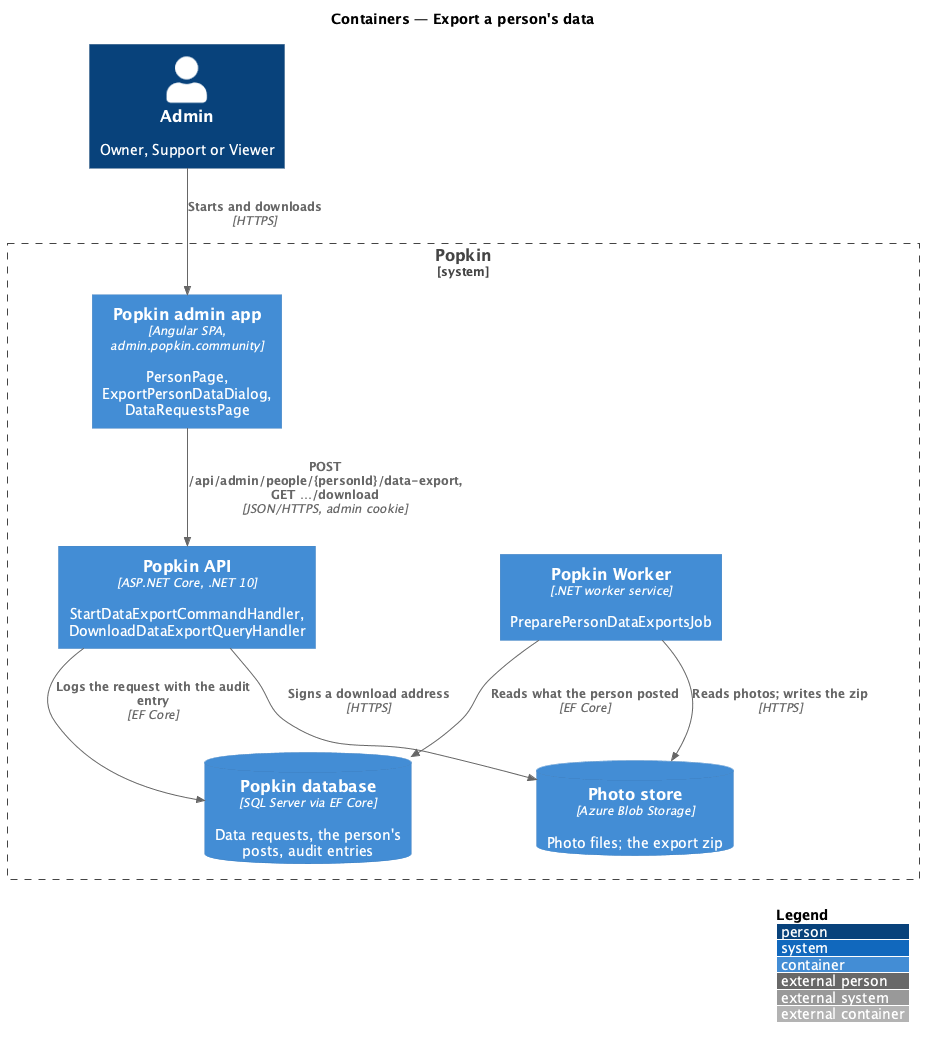 Containers — Export a person's data
Admin
Owner, Support or Viewer
Starts and downloads
[HTTPS]
Popkin
[system]
Popkin admin app
[Angular SPA,
admin.popkin.community]
PersonPage,
ExportPersonDataDialog,
DataRequestsPage
POST
/api/admin/people/{personId}/data-export,
GET .../download
[JSON/HTTPS, admin cookie]
Popkin API
[ASP.NET Core, .NET 10]
StartDataExportCommandHandler,
DownloadDataExportQueryHandler
Popkin Worker
[.NET worker service]
PreparePersonDataExportsJob
Logs the request with the audit
entry
[EF Core]
Signs a download address
[HTTPS]
Reads what the person posted
[EF Core]
Reads photos; writes the zip
[HTTPS]
Popkin database
[SQL Server via EF Core]
Data requests, the person's
posts, audit entries
Photo store
[Azure Blob Storage]
Photo files; the export zip
Legend
person
system
container
external person
external system
external container